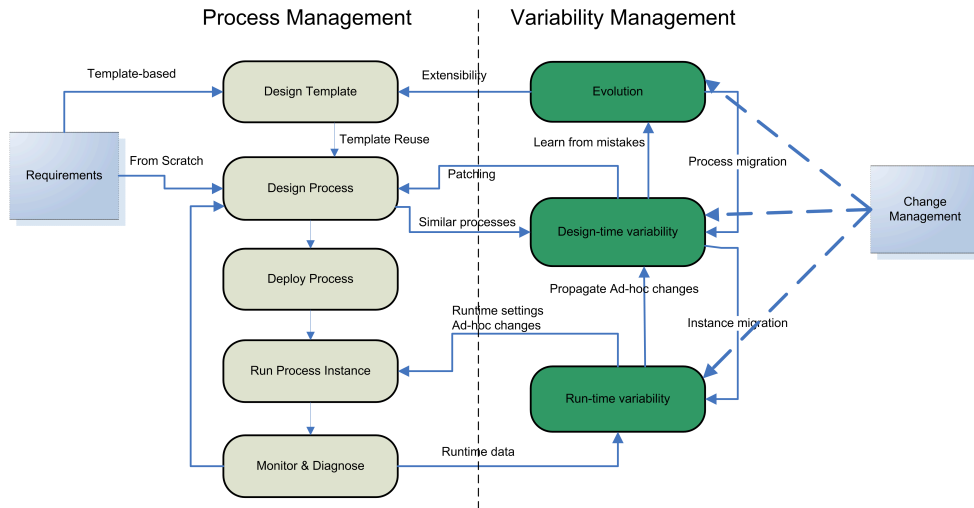 Process Management
Variability Management
Template-based
Design Template
Extensibility
Evolution
Template Reuse
Learn from mistakes
From Scratch
Requirements
Design Process
Patching
Process migration
Similar processes
Design-time variability
Change
Management
Deploy Process
Propagate Ad-hoc changes
Runtime settings
Ad-hoc changes
Instance migration
Run Process Instance
Run-time variability
Monitor & Diagnose
Runtime data